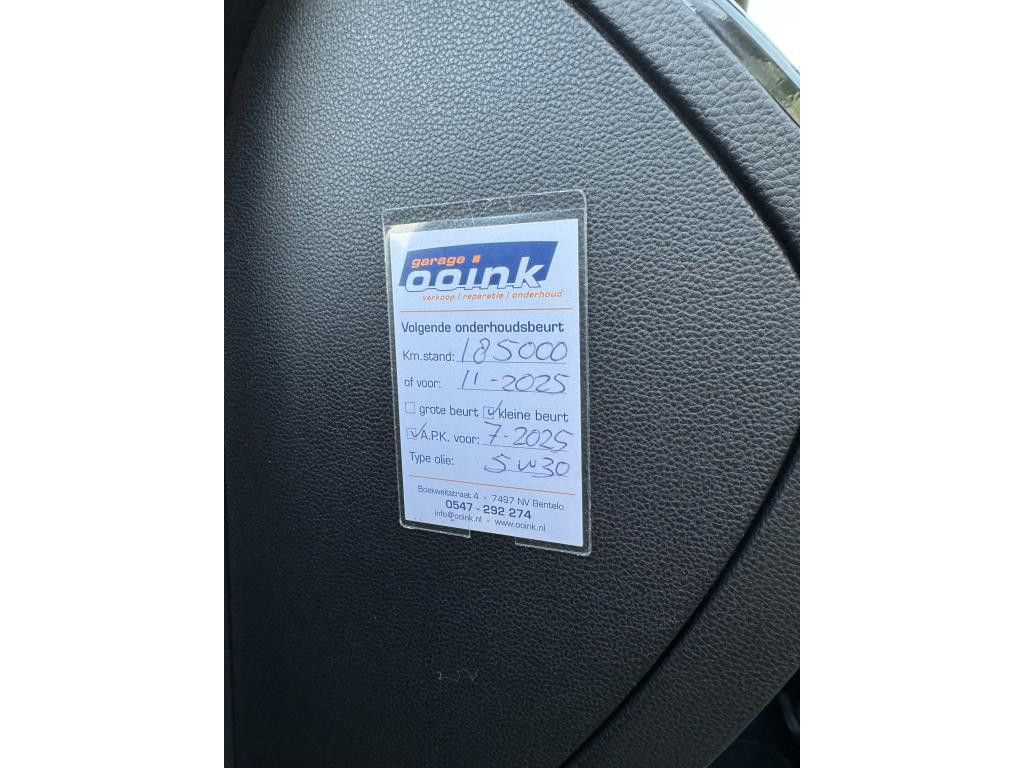 garage
ooink
verkoop | reparatie | onderhoud
Volgende onderhoudsbeurt
Km.stand: 185000
of voor: 11-2025
grote beurt kleine beurt
A.P.K. voor: 7-2025
Type olie: 5w30
Boekweitstraat 4 - 7497 NV Bentelo
0547 - 292 274
info@ooink.nl - www.ooink.nl